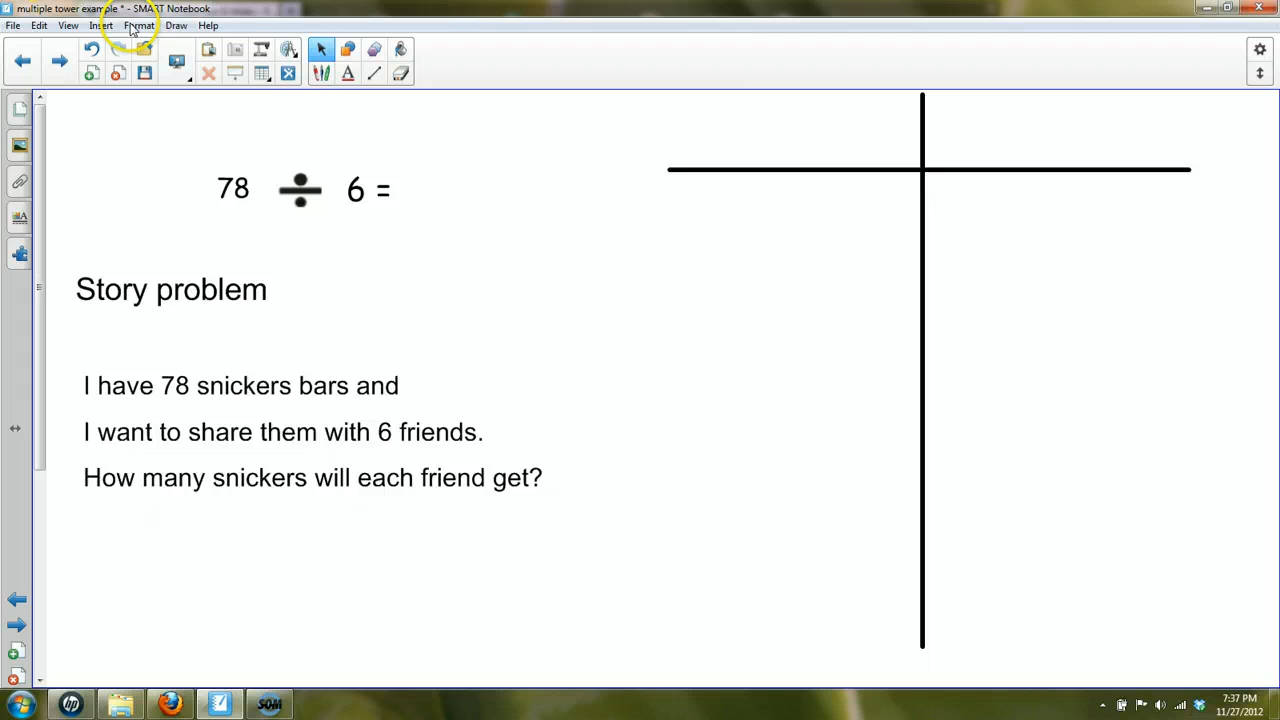 multiple tower example * - SMART Notebook
File Edit View Insert Format Draw Help
78 ÷ 6 =
Story problem
I have 78 snickers bars and
I want to share them with 6 friends.
How many snickers will each friend get?
hp
SOM
7:37 PM
11/27/2012